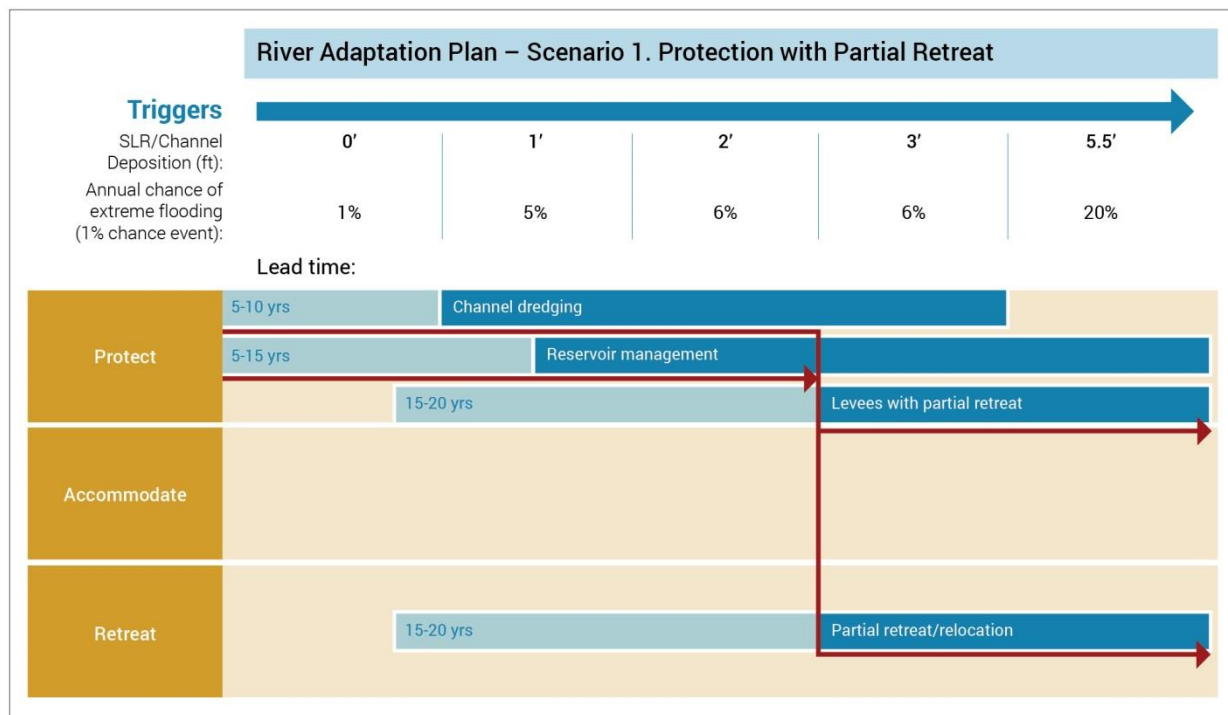 River Adaptation Plan – Scenario 1. Protection with Partial Retreat
Triggers
SLR/Channel
Deposition (ft):
0’ 1’ 2’ 3’ 5.5’
Annual chance of
extreme flooding
(1% chance event):
1% 5% 6% 6% 20%
Lead time:
Protect
5-10 yrs Channel dredging
5-15 yrs Reservoir management
15-20 yrs Levees with partial retreat
Accommodate
Retreat
15-20 yrs Partial retreat/relocation